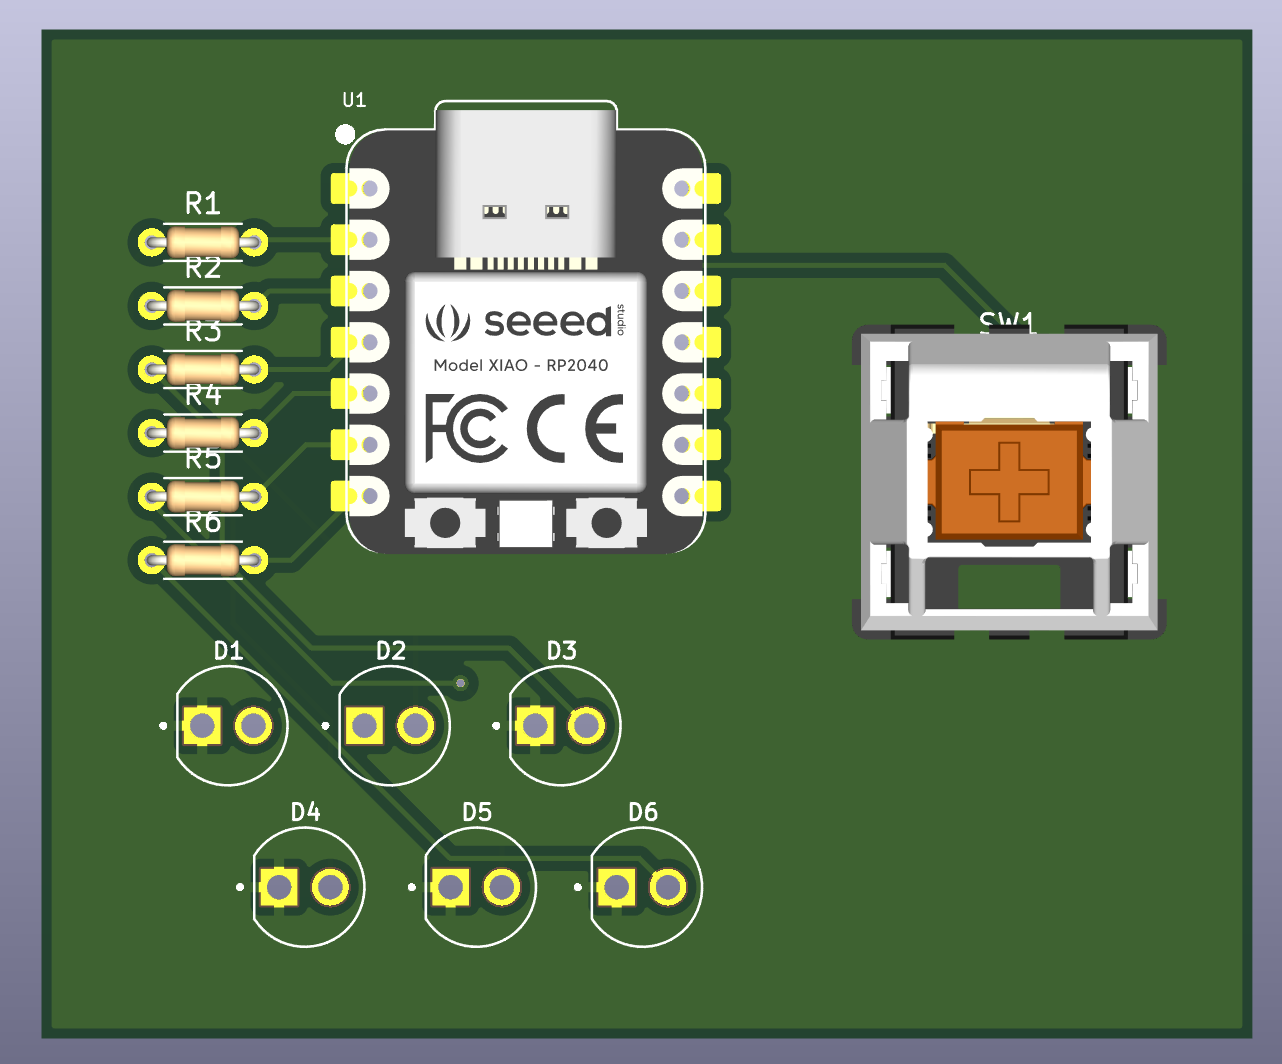 U1
R1
R2
R3
R4
R5
R6
seeed
studio
Model XIAO - RP2040
FCC CE
SW1
D1
D2
D3
D4
D5
D6